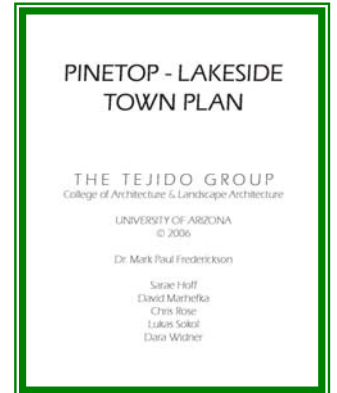 PINETOP - LAKESIDE
TOWN PLAN
THE TEJIDO GROUP
College of Architecture & Landscape Architecture
UNIVERSITY OF ARIZONA
© 2006
Dr. Mark Paul Frederickson
Sarae Hoff
David Marhefka
Chris Rose
Lukas Sokol
Dara Widner